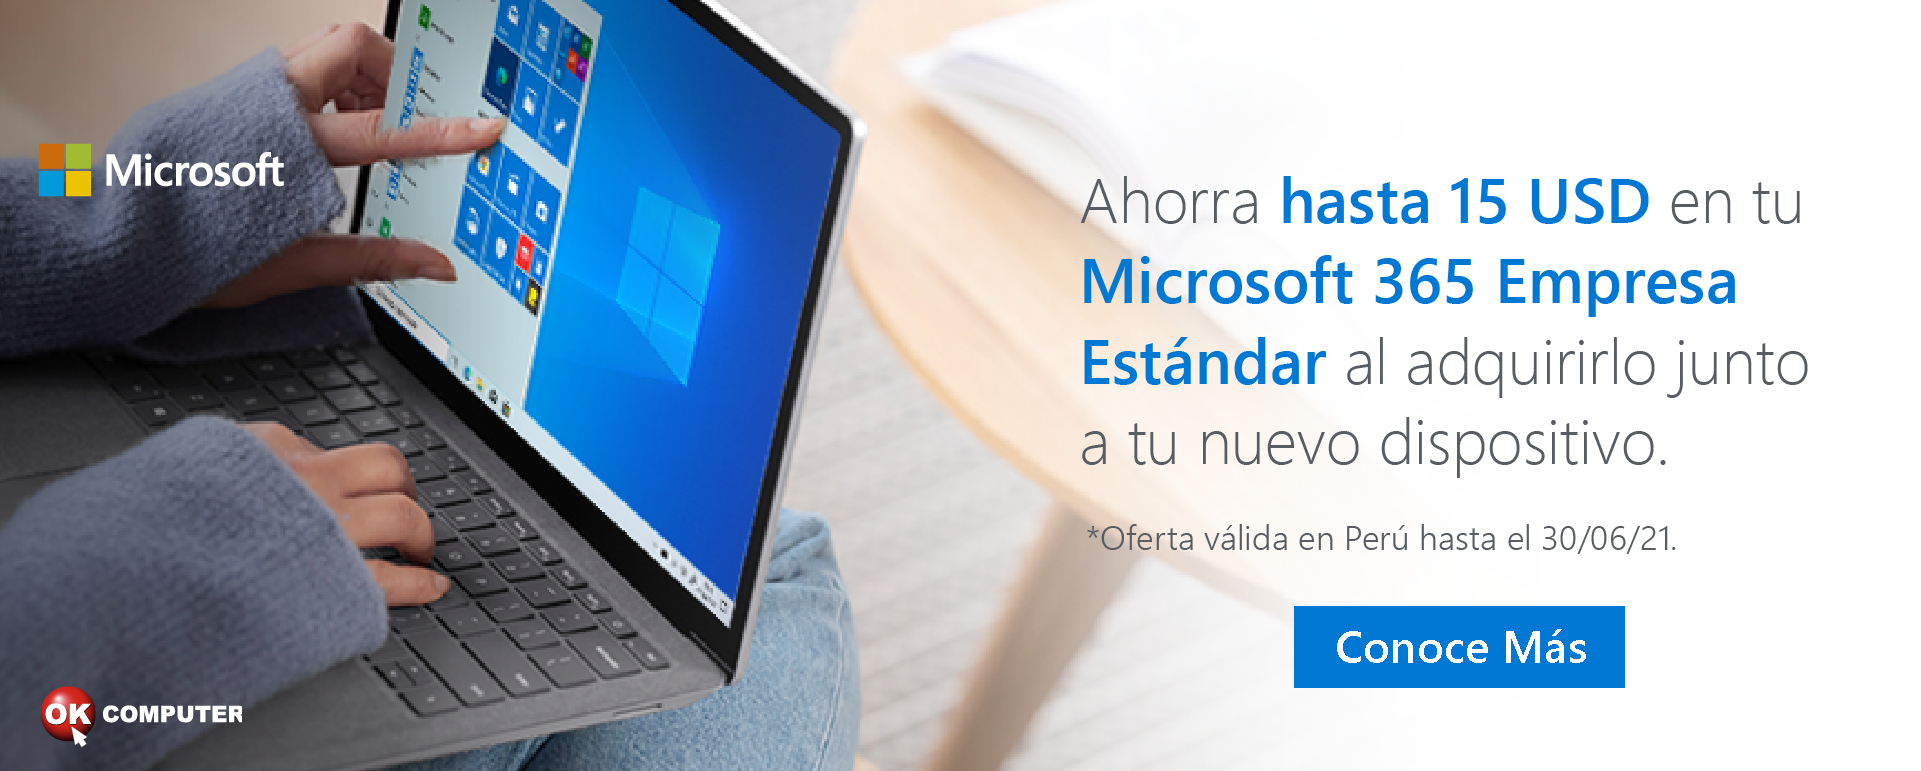 Microsoft
Ahorra hasta 15 USD en tu
Microsoft 365 Empresa
Estándar al adquirirlo junto
a tu nuevo dispositivo.
*Oferta válida en Perú hasta el 30/06/21.
Conoce Más
OK COMPUTER